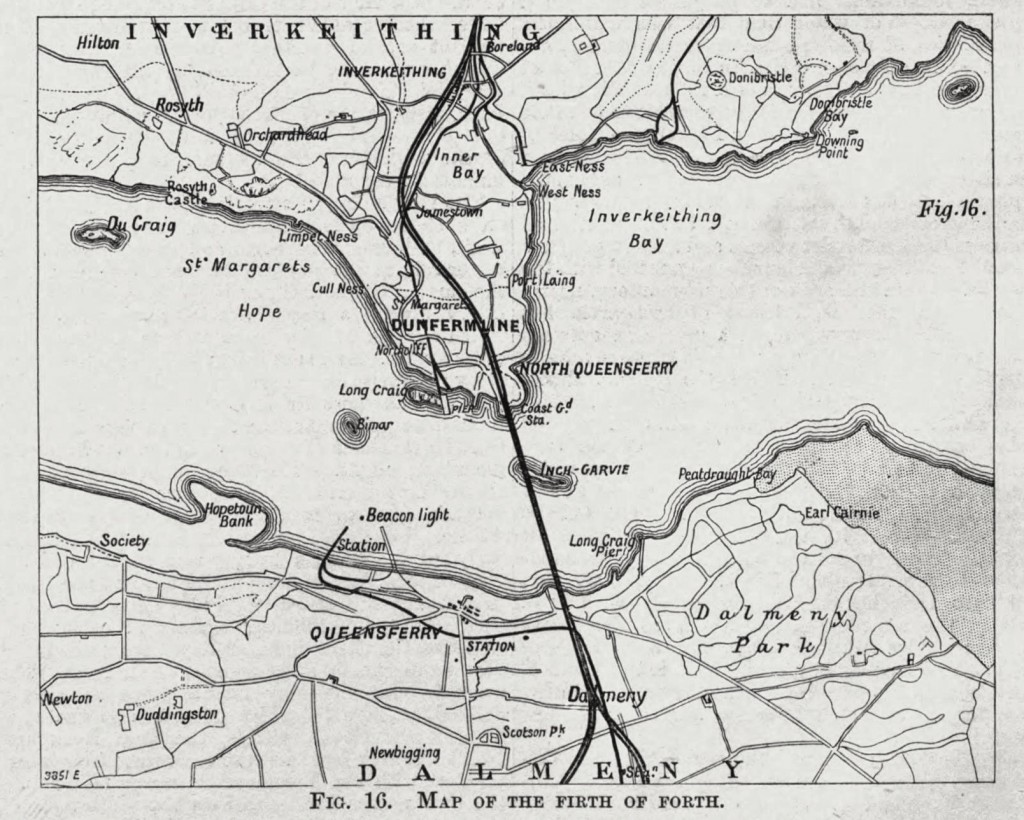 INVERKEITHING
Hilton
Boreland
INVERKEITHING
Donibristle
Rosyth
Donibristle
Bay
Orchardhead
Downing
Point
Inner
Bay
East Ness
West Ness
Rosyth
Castle
Jamestown
Inverkeithing
Bay
Fig.16.
Du Craig
Limpet Ness
St. Margarets
Hope
Cull Ness
Port Laing
St. Margarets
DUNFERMLINE
Northcliff
NORTH QUEENSFERRY
Long Craig
PIER
Coast Gd
Sta.
Bimar
INCH-GARVIE
Peatdraught Bay
Hopetoun
Bank
Beacon light
Earl Cairnie
Society
Station
Long Craig
Pier
Dalmeny
Park
QUEENSFERRY
STATION
Newton
Dalmeny
Duddingston
Scotson Pk
Newbigging
DALMENY
Stan
3851 E
FIG. 16. MAP OF THE FIRTH OF FORTH.